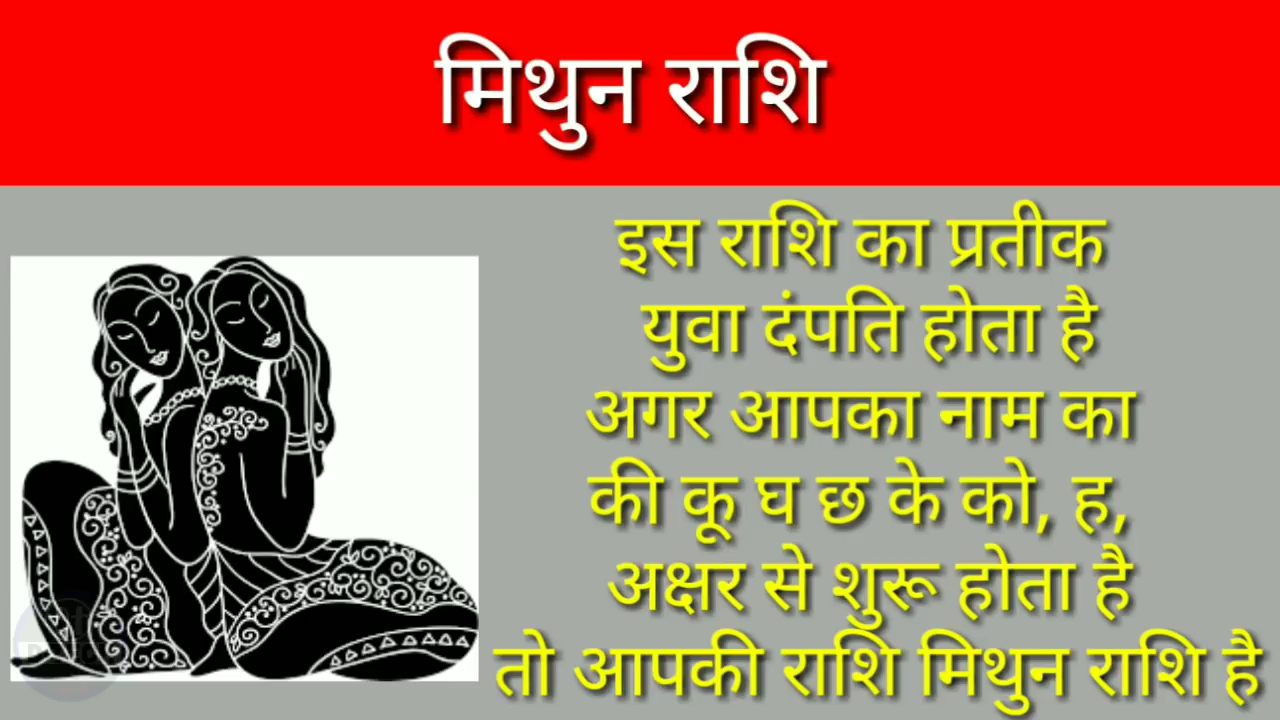 मिथुन राशि
इस राशि का प्रतीक
युवा दंपति होता है
अगर आपका नाम का
की कू घ छ के को, ह,
अक्षर से शुरू होता है
तो आपकी राशि मिथुन राशि है